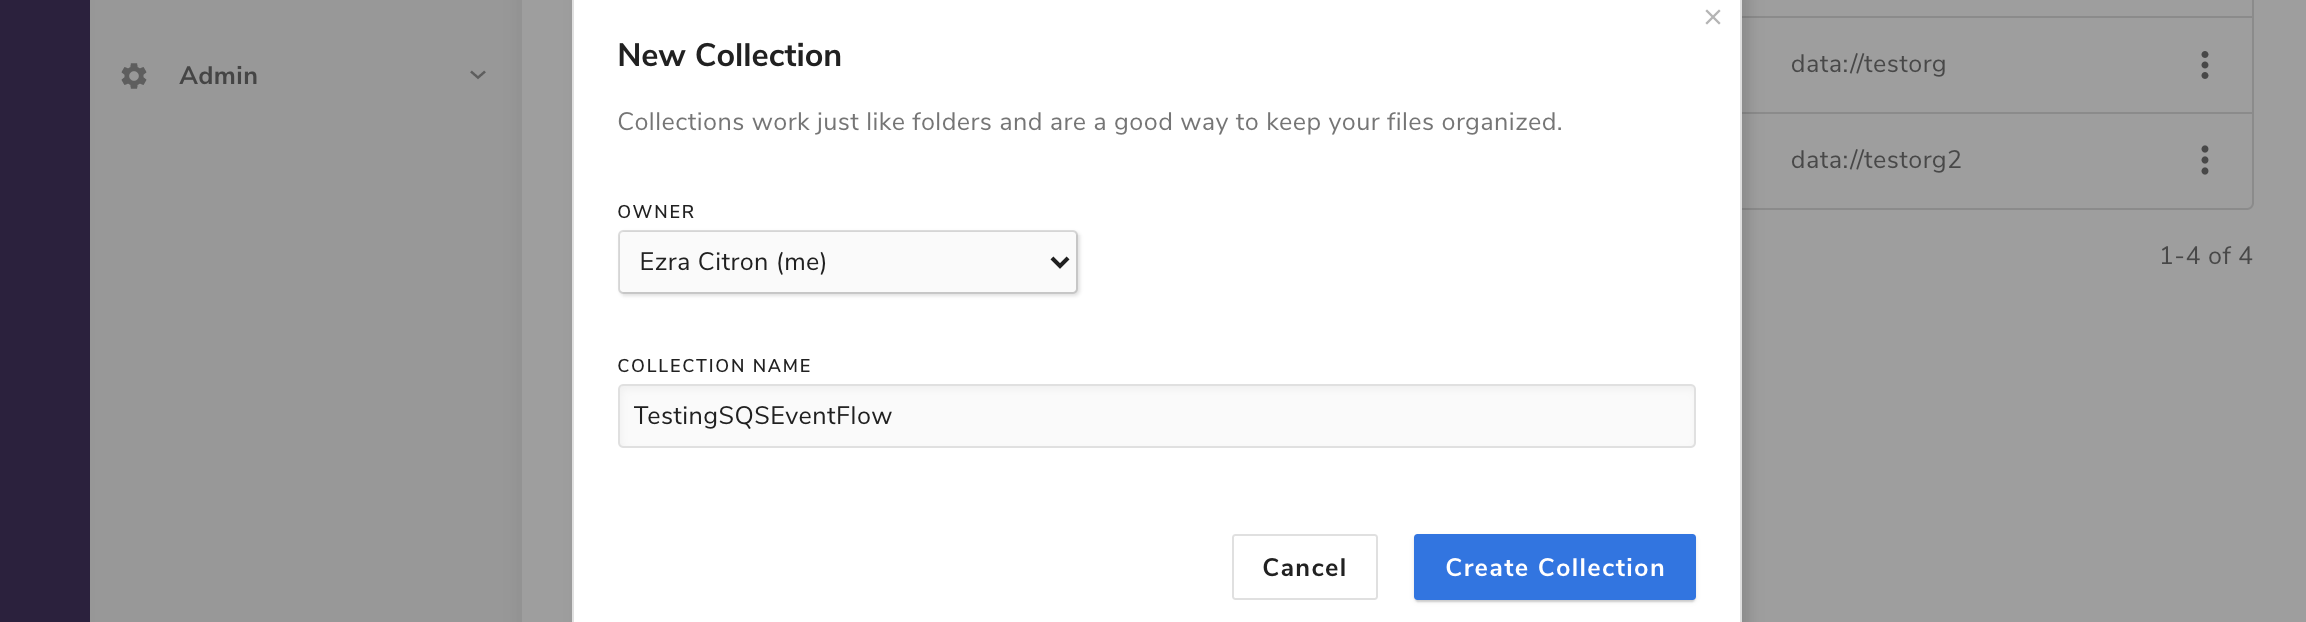 Admin
New Collection
Collections work just like folders and are a good way to keep your files organized.
OWNER
Ezra Citron (me)
COLLECTION NAME
TestingSQSEventFlow
Cancel
Create Collection
data://testorg
data://testorg2
1-4 of 4